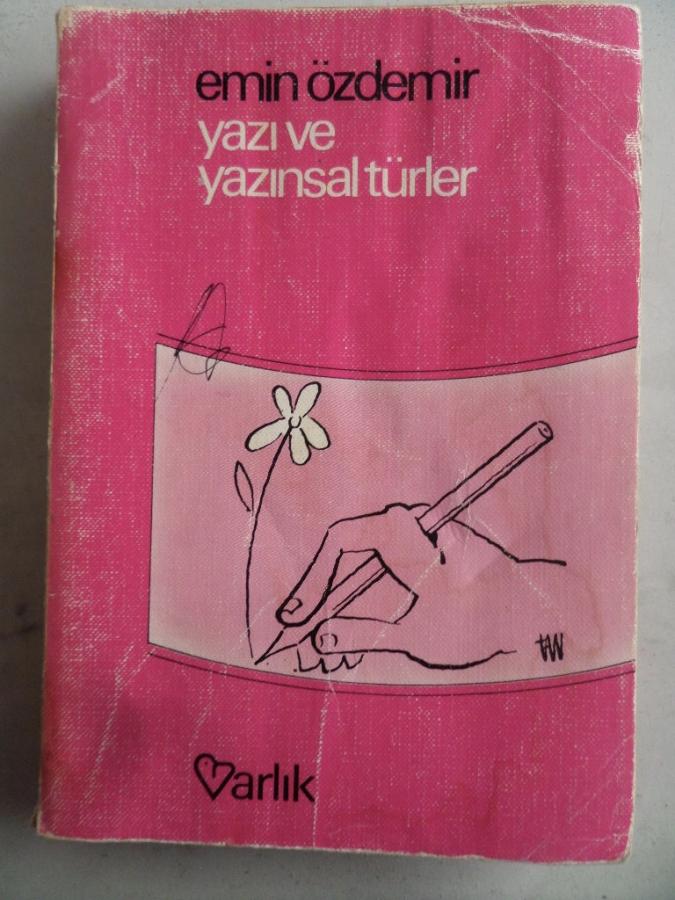 emin özdemir
yazı ve
yazınsal türler
Varlık